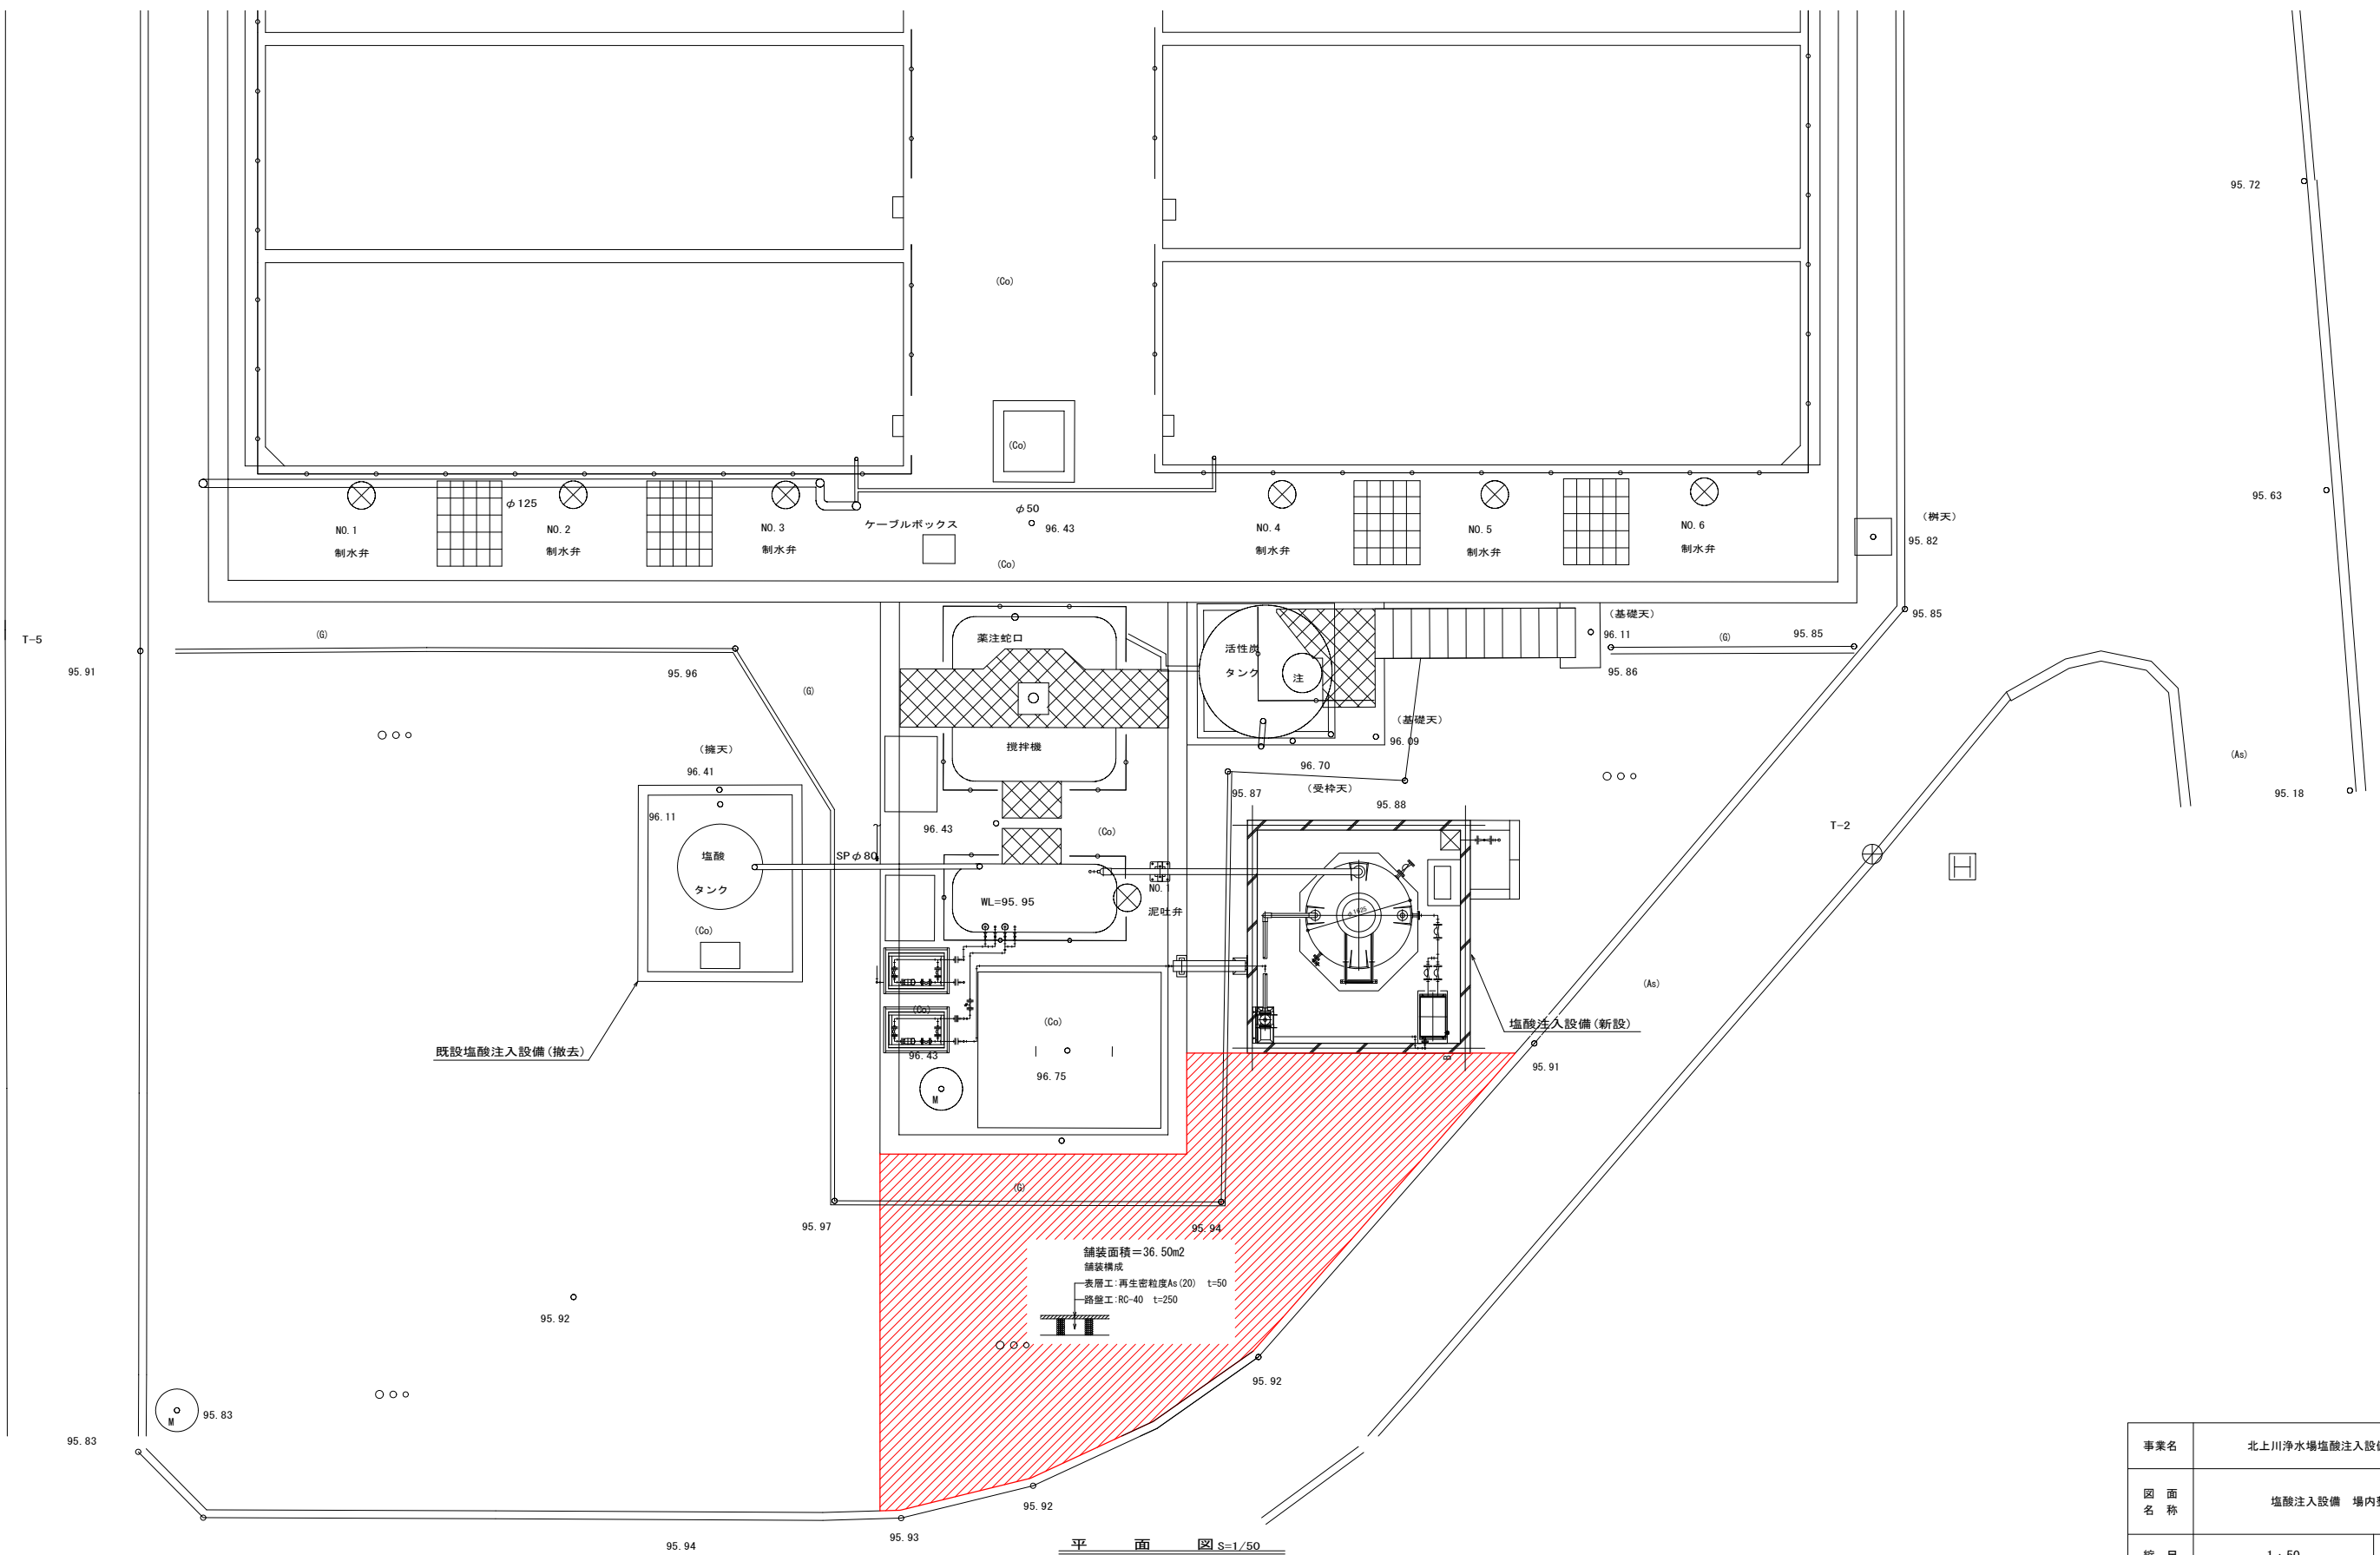 (Co)
95.72
(Co)
φ125
φ50
95.63
NO.1
制水弁
NO.2
制水弁
NO.3
制水弁
ケーブルボックス
96.43
(Co)
NO.4
制水弁
NO.5
制水弁
NO.6
制水弁
(桝天)
95.82
T-5
95.91
(G)
95.96
(G)
薬注蛇口
活性炭
タンク
注
(基礎天)
96.11
95.86
(G)
95.85
95.85
攪拌機
(基礎天)
96.09
96.70
(受枠天)
95.87
95.88
(As)
95.18
T-2
(擁天)
96.41
96.11
塩酸
タンク
(Co)
SPφ80
96.43
(Co)
WL=95.95
NO.1
泥吐弁
φ1625
(Co)
(Co)
96.43
96.75
M
既設塩酸注入設備(撤去)
塩酸注入設備(新設)
(As)
95.91
(G)
95.97
95.94
舗装面積＝36.50m2
舗装構成
表層工:再生密粒度As(20) t=50
路盤工:RC-40 t=250
95.92
95.92
M
95.83
95.83
95.92
95.93
95.94
平 面 図 S=1/50
事業名
北上川浄水場塩酸注入設
図 面
名 称
塩酸注入設備 場内
1:50